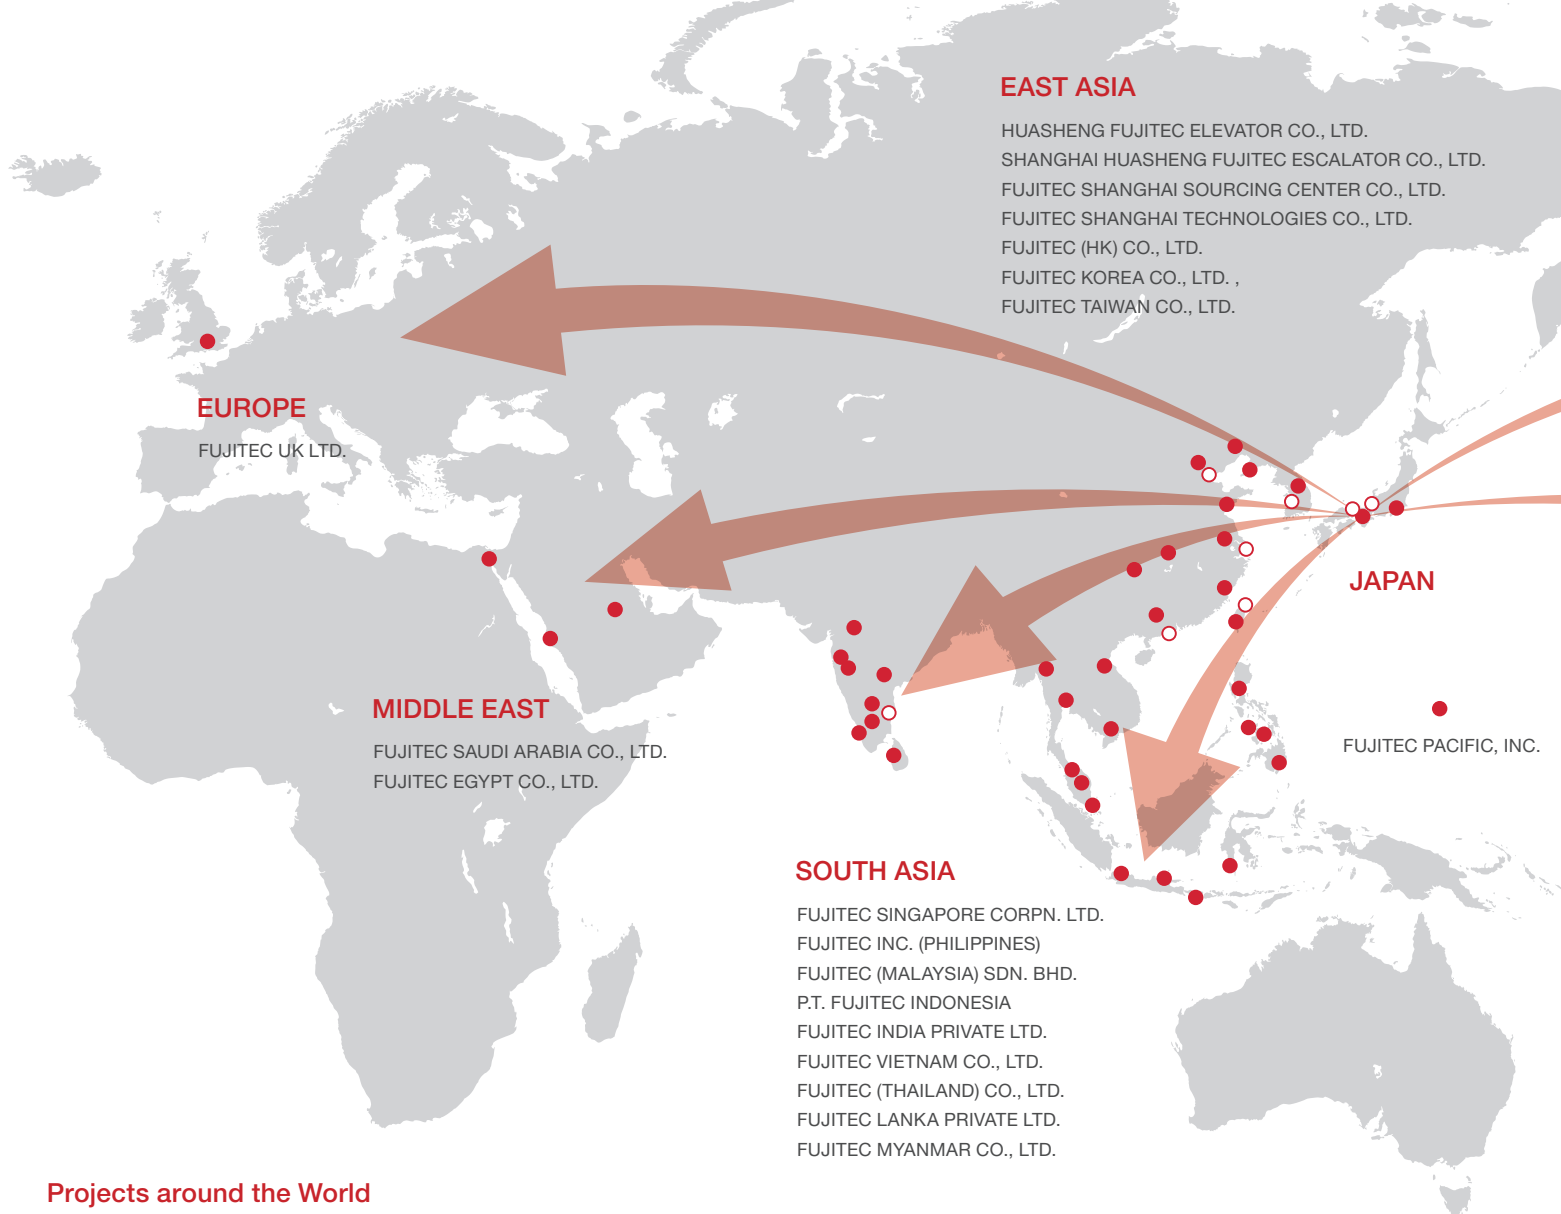 EAST ASIA
HUASHENG FUJITEC ELEVATOR CO., LTD.
SHANGHAI HUASHENG FUJITEC ESCALATOR CO., LTD.
FUJITEC SHANGHAI SOURCING CENTER CO., LTD.
FUJITEC SHANGHAI TECHNOLOGIES CO., LTD.
FUJITEC (HK) CO., LTD.
FUJITEC KOREA CO., LTD. ,
FUJITEC TAIWAN CO., LTD.
EUROPE
FUJITEC UK LTD.
JAPAN
MIDDLE EAST
FUJITEC SAUDI ARABIA CO., LTD.
FUJITEC EGYPT CO., LTD.
FUJITEC PACIFIC, INC.
SOUTH ASIA
FUJITEC SINGAPORE CORPN. LTD.
FUJITEC INC. (PHILIPPINES)
FUJITEC (MALAYSIA) SDN. BHD.
P.T. FUJITEC INDONESIA
FUJITEC INDIA PRIVATE LTD.
FUJITEC VIETNAM CO., LTD.
FUJITEC (THAILAND) CO., LTD.
FUJITEC LANKA PRIVATE LTD.
FUJITEC MYANMAR CO., LTD.
Projects around the World